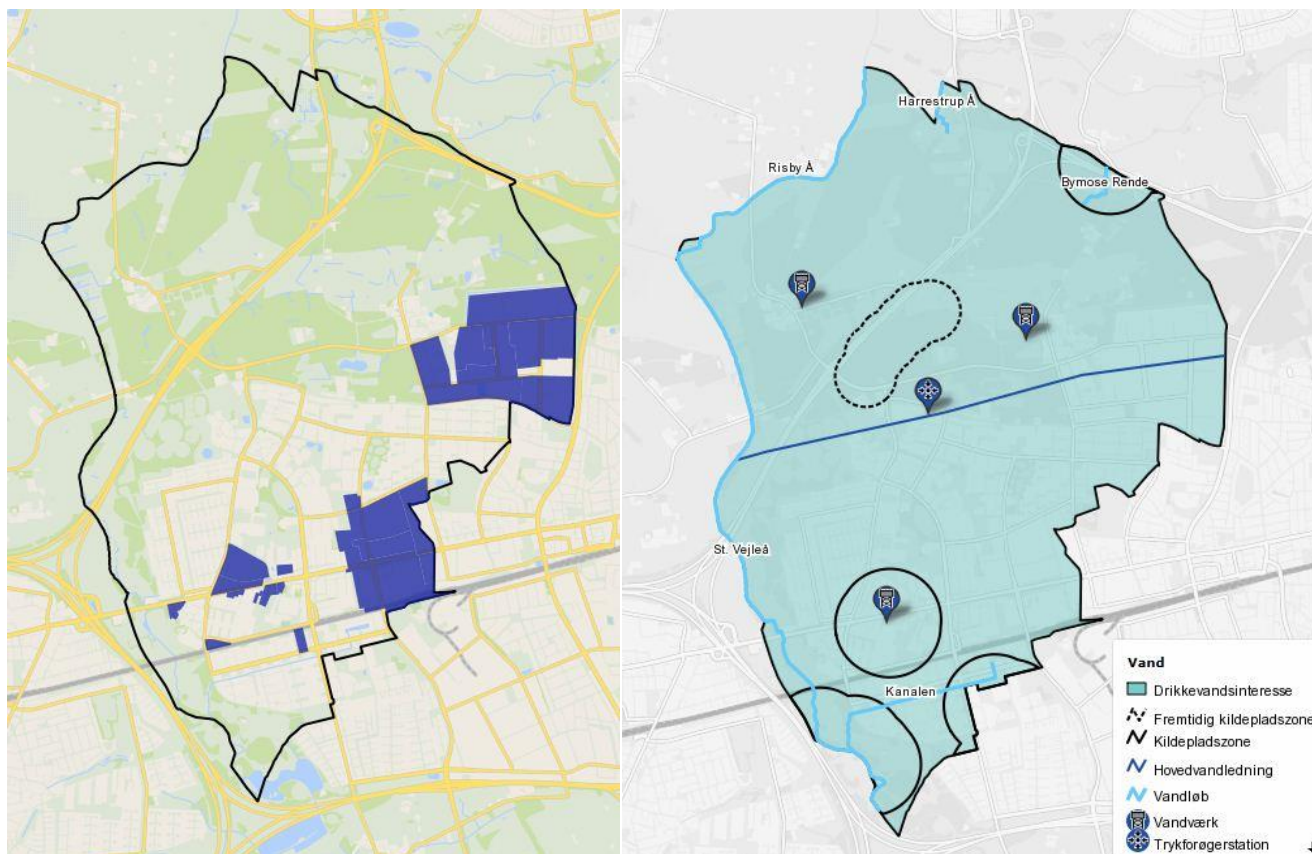 Harrestrup Å
Risby Å
Bymose Rende
St. Vejleå
Kanalen
Vand
Drikkevandsinteresse
Fremtidig kildepladszone
Kildepladszone
Hovedvandledning
Vandløb
Vandværk
Trykforøgerstation